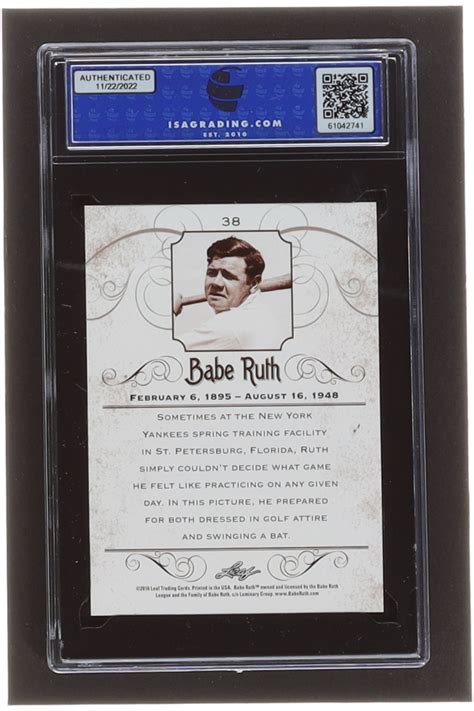 AUTHENTICATED
11/22/2022
ISAGRADING.COM
EST. 2010
61042741
38
Babe Ruth
FEBRUARY 6, 1895 – AUGUST 16, 1948
SOMETIMES AT THE NEW YORK
YANKEES SPRING TRAINING FACILITY
IN ST. PETERSBURG, FLORIDA, RUTH
SIMPLY COULDN'T DECIDE WHAT GAME
HE FELT LIKE PRACTICING ON ANY GIVEN
DAY. IN THIS PICTURE, HE PREPARED
FOR BOTH DRESSED IN GOLF ATTIRE
AND SWINGING A BAT.
Leaf
©2016 Leaf Trading Cards. Printed in the USA. Babe Ruth™ owned and licensed by the Babe Ruth
League and the Family of Babe Ruth, c/o Luminary Group. www.BabeRuth.com